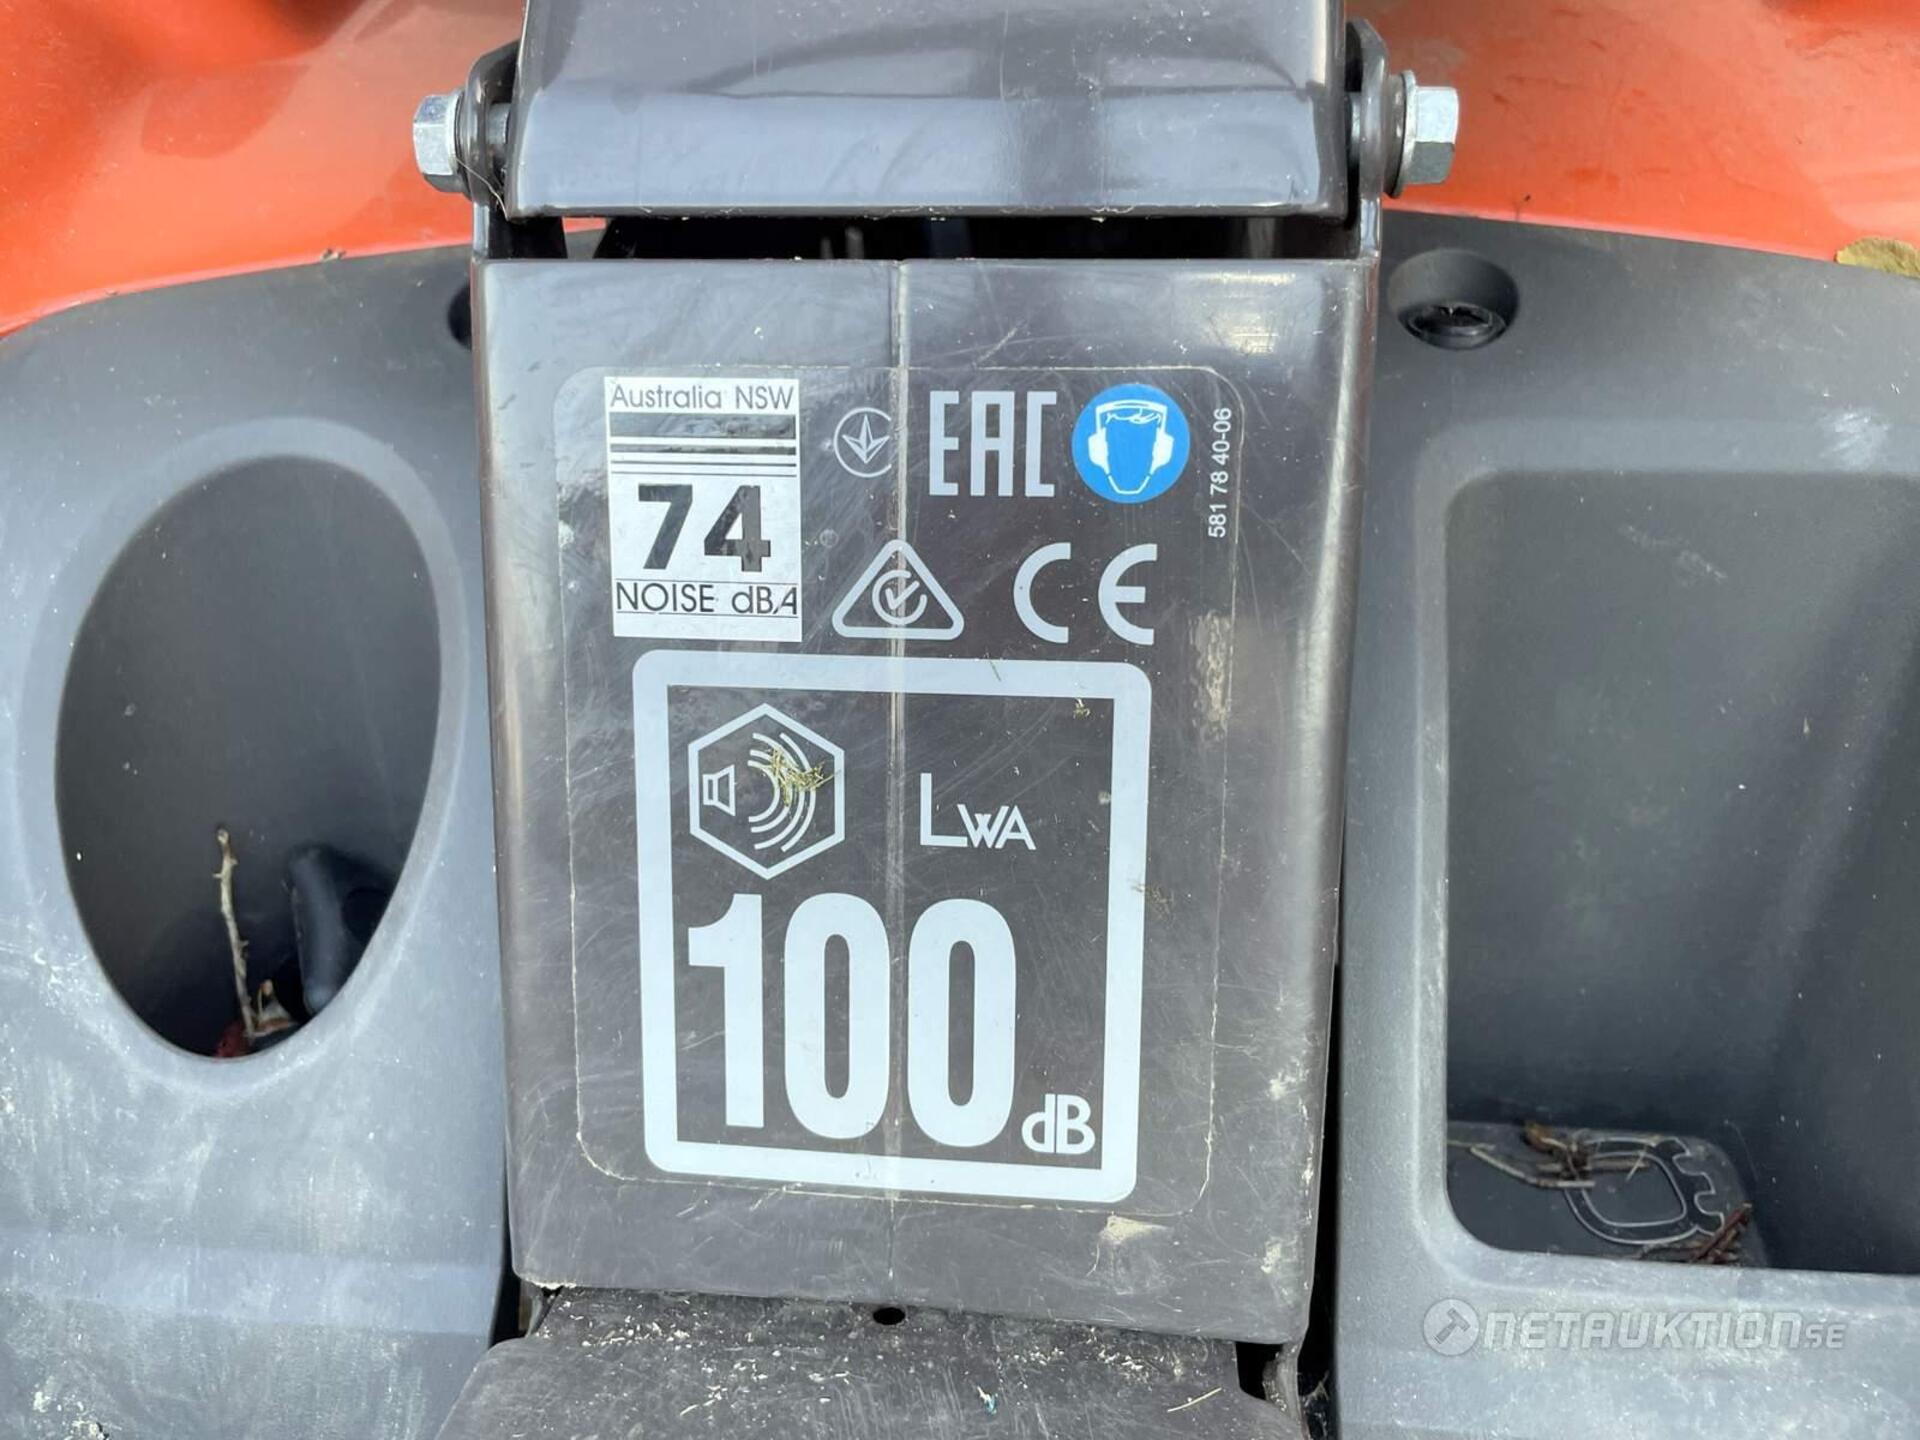 Australia NSW
74
NOISE dBA
EAC
581 78 40-06
CE
LWA
100 dB
NETAUKTION.SE